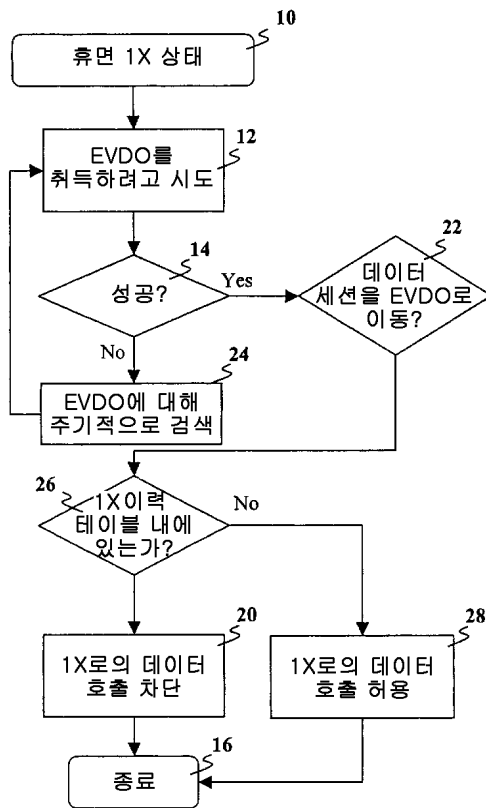 10
휴면 1X 상태
12
EVDO를
취득하려고 시도
14
성공?
Yes
22
데이터
세션을 EVDO로
이동?
No
24
EVDO에 대해
주기적으로 검색
26
1X이력
테이블 내에
있는가?
No
20
1X로의 데이터
호출 차단
28
1X로의 데이터
호출 허용
16
종료